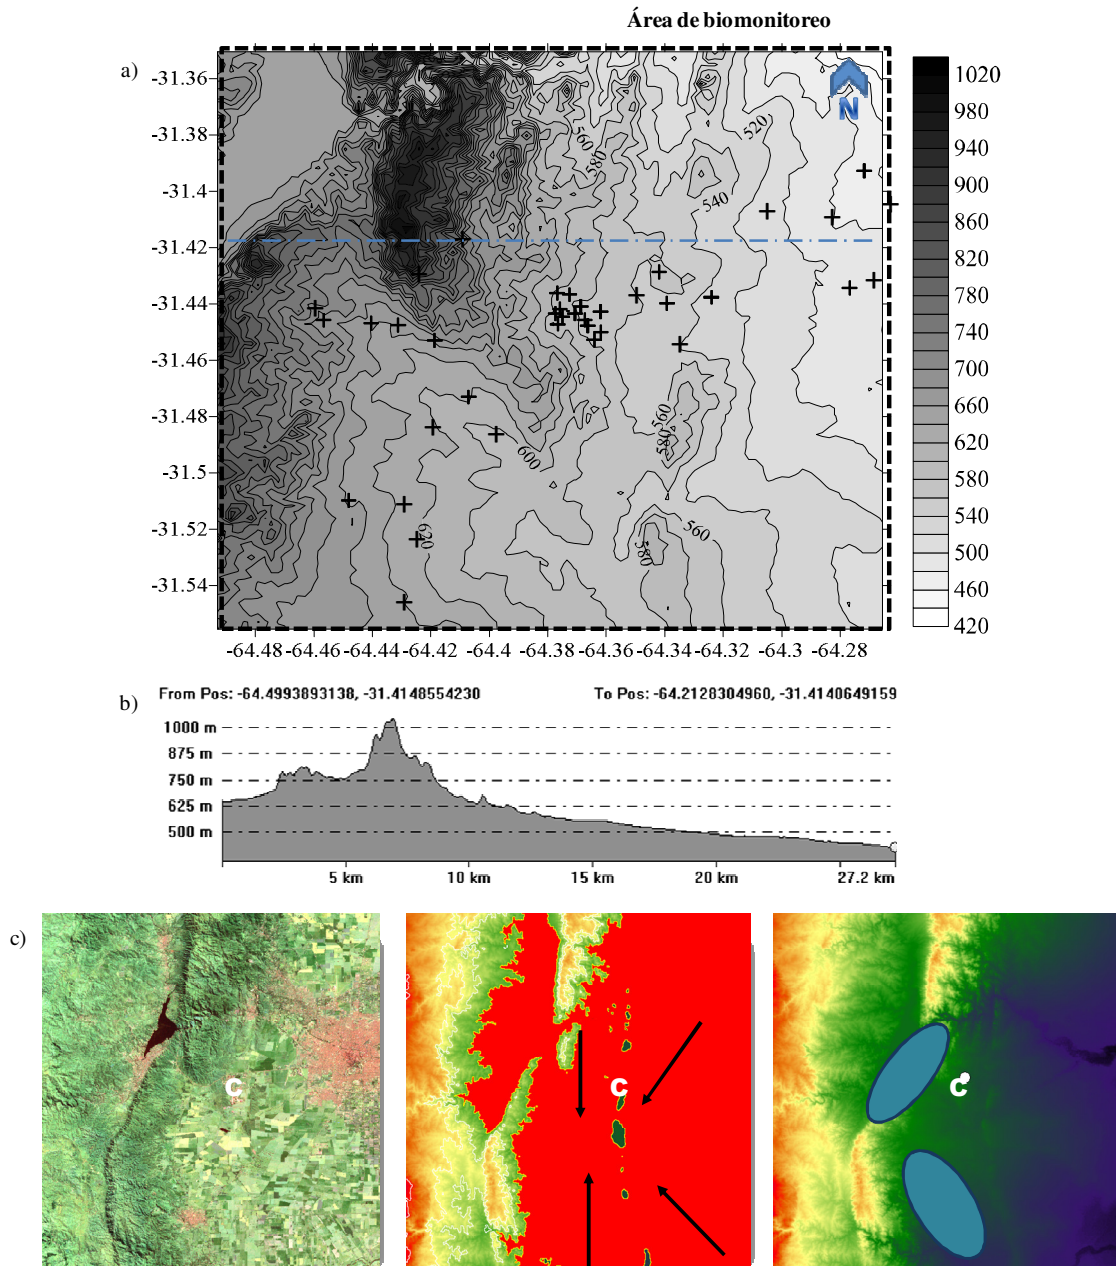 Área de biomonitoreo
a)
N
-31.36
-31.38
-31.4
-31.42
-31.44
-31.46
-31.48
-31.5
-31.52
-31.54
560
580
520
540
600
560
580
620
560
580
1020
980
940
900
860
820
780
740
700
660
620
580
540
500
460
420
-64.48 -64.46 -64.44 -64.42 -64.4 -64.38 -64.36 -64.34 -64.32 -64.3 -64.28
From Pos: -64.4993893138, -31.4148554230 To Pos: -64.2128304960, -31.4140649159
b)
1000 m
875 m
750 m
625 m
500 m
5 km 10 km 15 km 20 km 27.2 km
c)
C
C
C